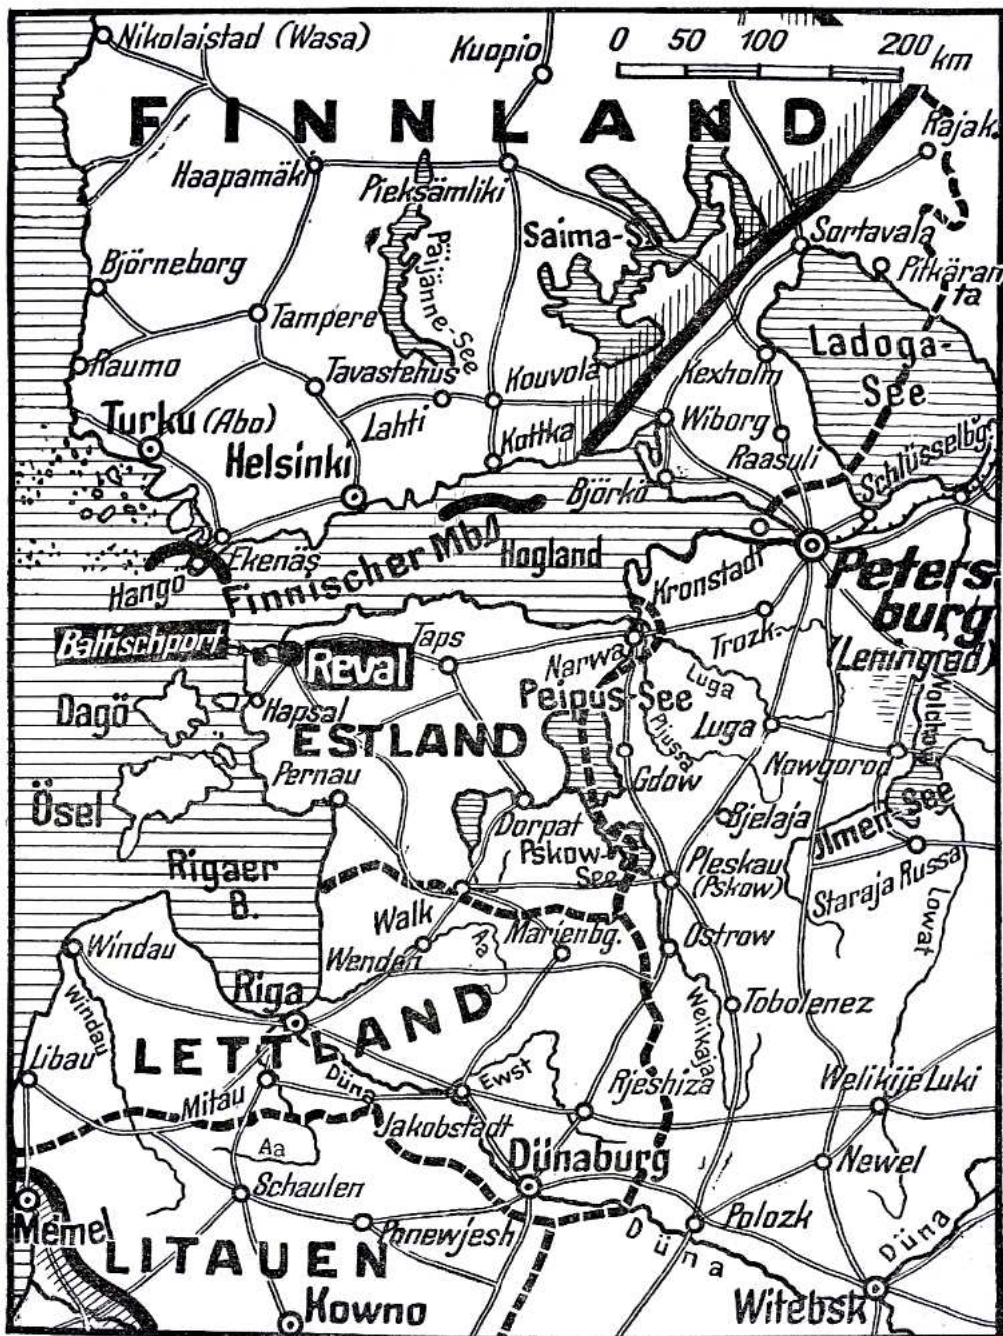 Nikolaistad (Wasa)
Kuopio
0 50 100 200 km
FINNLAND
Rajak.
Haapamäki
Pieksämliki
Saima-S.
Sortavala
Björneborg
Päijänne-See
Pitkäran
ta
Tampere
Ladoga-
See
Raumo
Tavastehus
Kouvola
Kexholm
Turku (Abo)
Lahti
Wiborg
Helsinki
Kottka
Raasuli
Schlüsselbg.
Björkö
Ekenäs
Finnischer Mb.
Hogland
Hangö
Kronstadt
Peters-
burg
(Leningrad)
Baltischport
Reval
Taps
Narwa
Trozk.
Dagö
Hapsal
Peipus-See
Luga
Pljussa
Luga
Wolchow
ESTLAND
Pernau
Gdow
Nowgorod
Ösel
Dorpat
Bjelaja
Ilmen See
Pskow-
See
Pleskau
(Pskow)
Staraja Russa
Rigaer
B.
Walk
Lowat
Windau
Wenden
Aa
Marienbg.
Ostrow
Riga
Welikaja
Tobolenez
Windau
LETTLAND
Libau
Düna
Ewst
Rjeshiza
Welikije Luki
Mitau
Jakobstadt
Aa
Dünaburg
Newel
Schaulen
Memel
Ponewjesh
Düna
Polozk
Düna
LITAUEN
Kowno
Witebsk